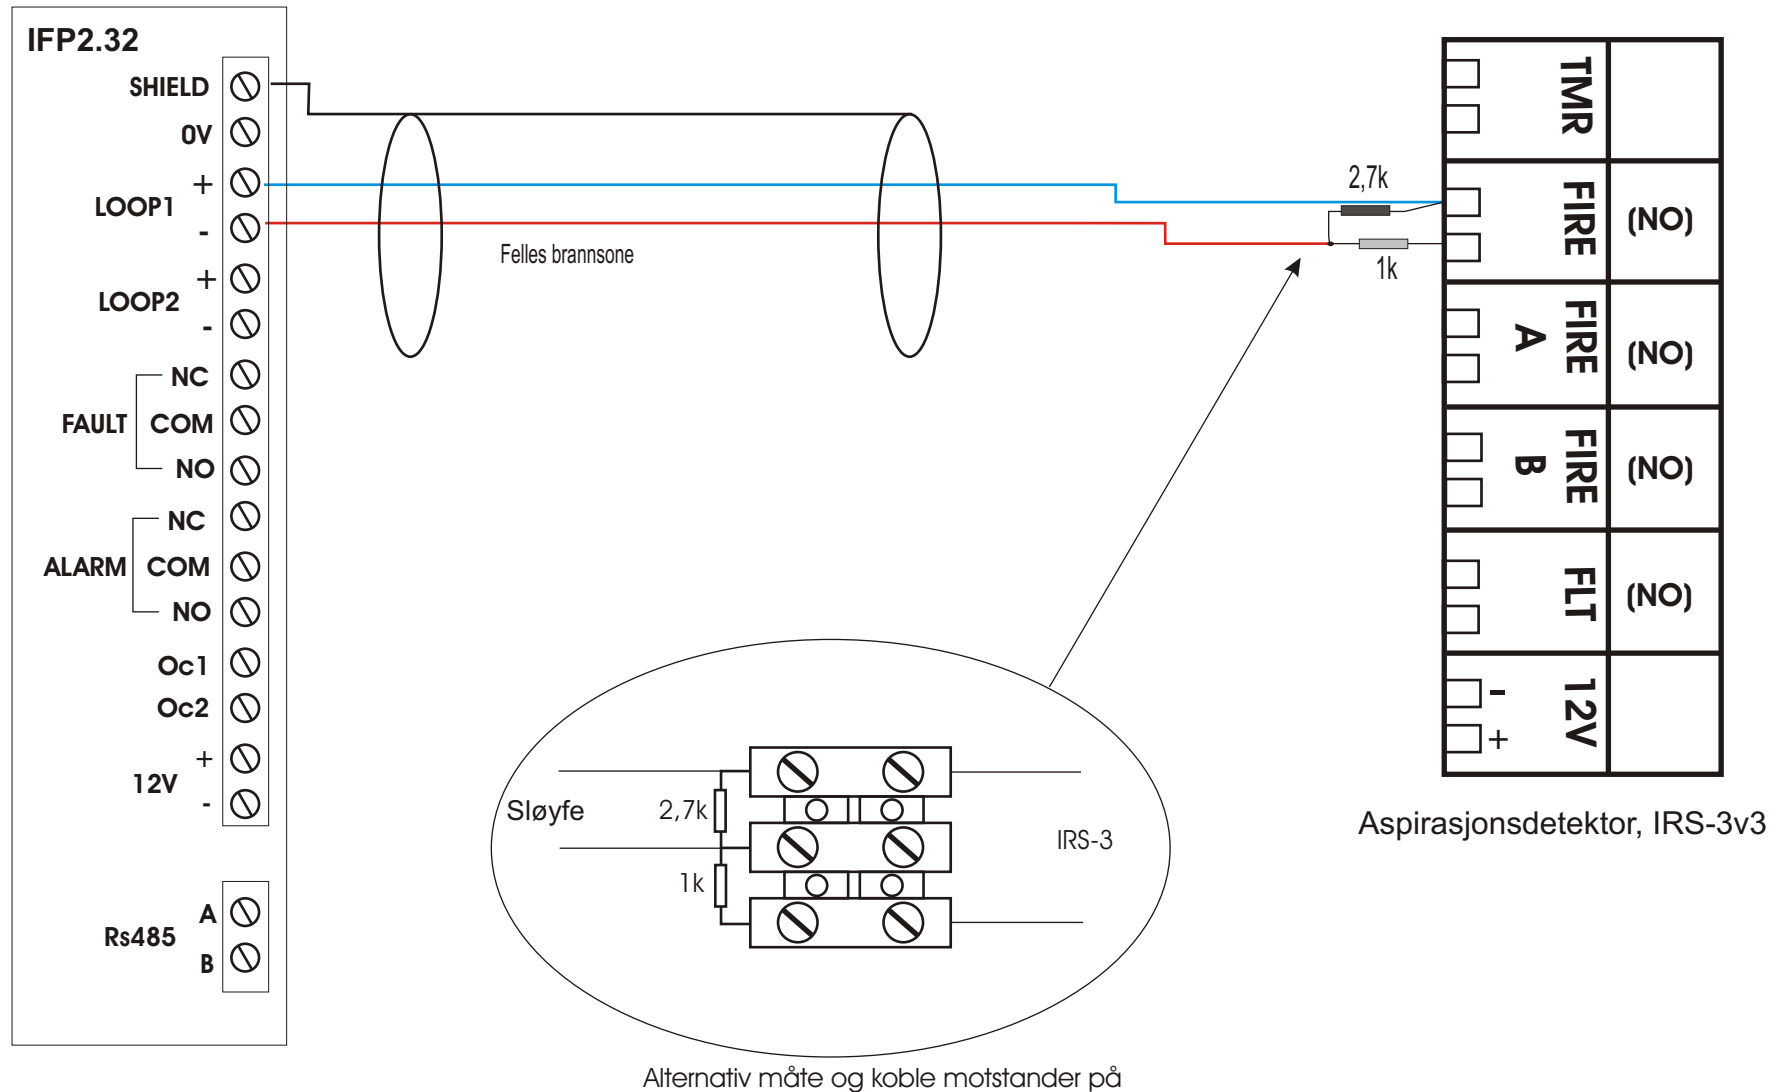 IFP2.32
SHIELD
0V
+
LOOP1
-
+
LOOP2
-
NC
FAULT COM
NO
NC
ALARM COM
NO
Oc1
Oc2
+
12V
-
A
Rs485
B
Felles brannsone
2,7k
1k
TMR
FIRE (NO)
FIRE A (NO)
FIRE B (NO)
FLT (NO)
12V
-
+
Aspirasjonsdetektor, IRS-3v3
Sløyfe
2,7k
1k
IRS-3
Alternativ måte og koble motstander på